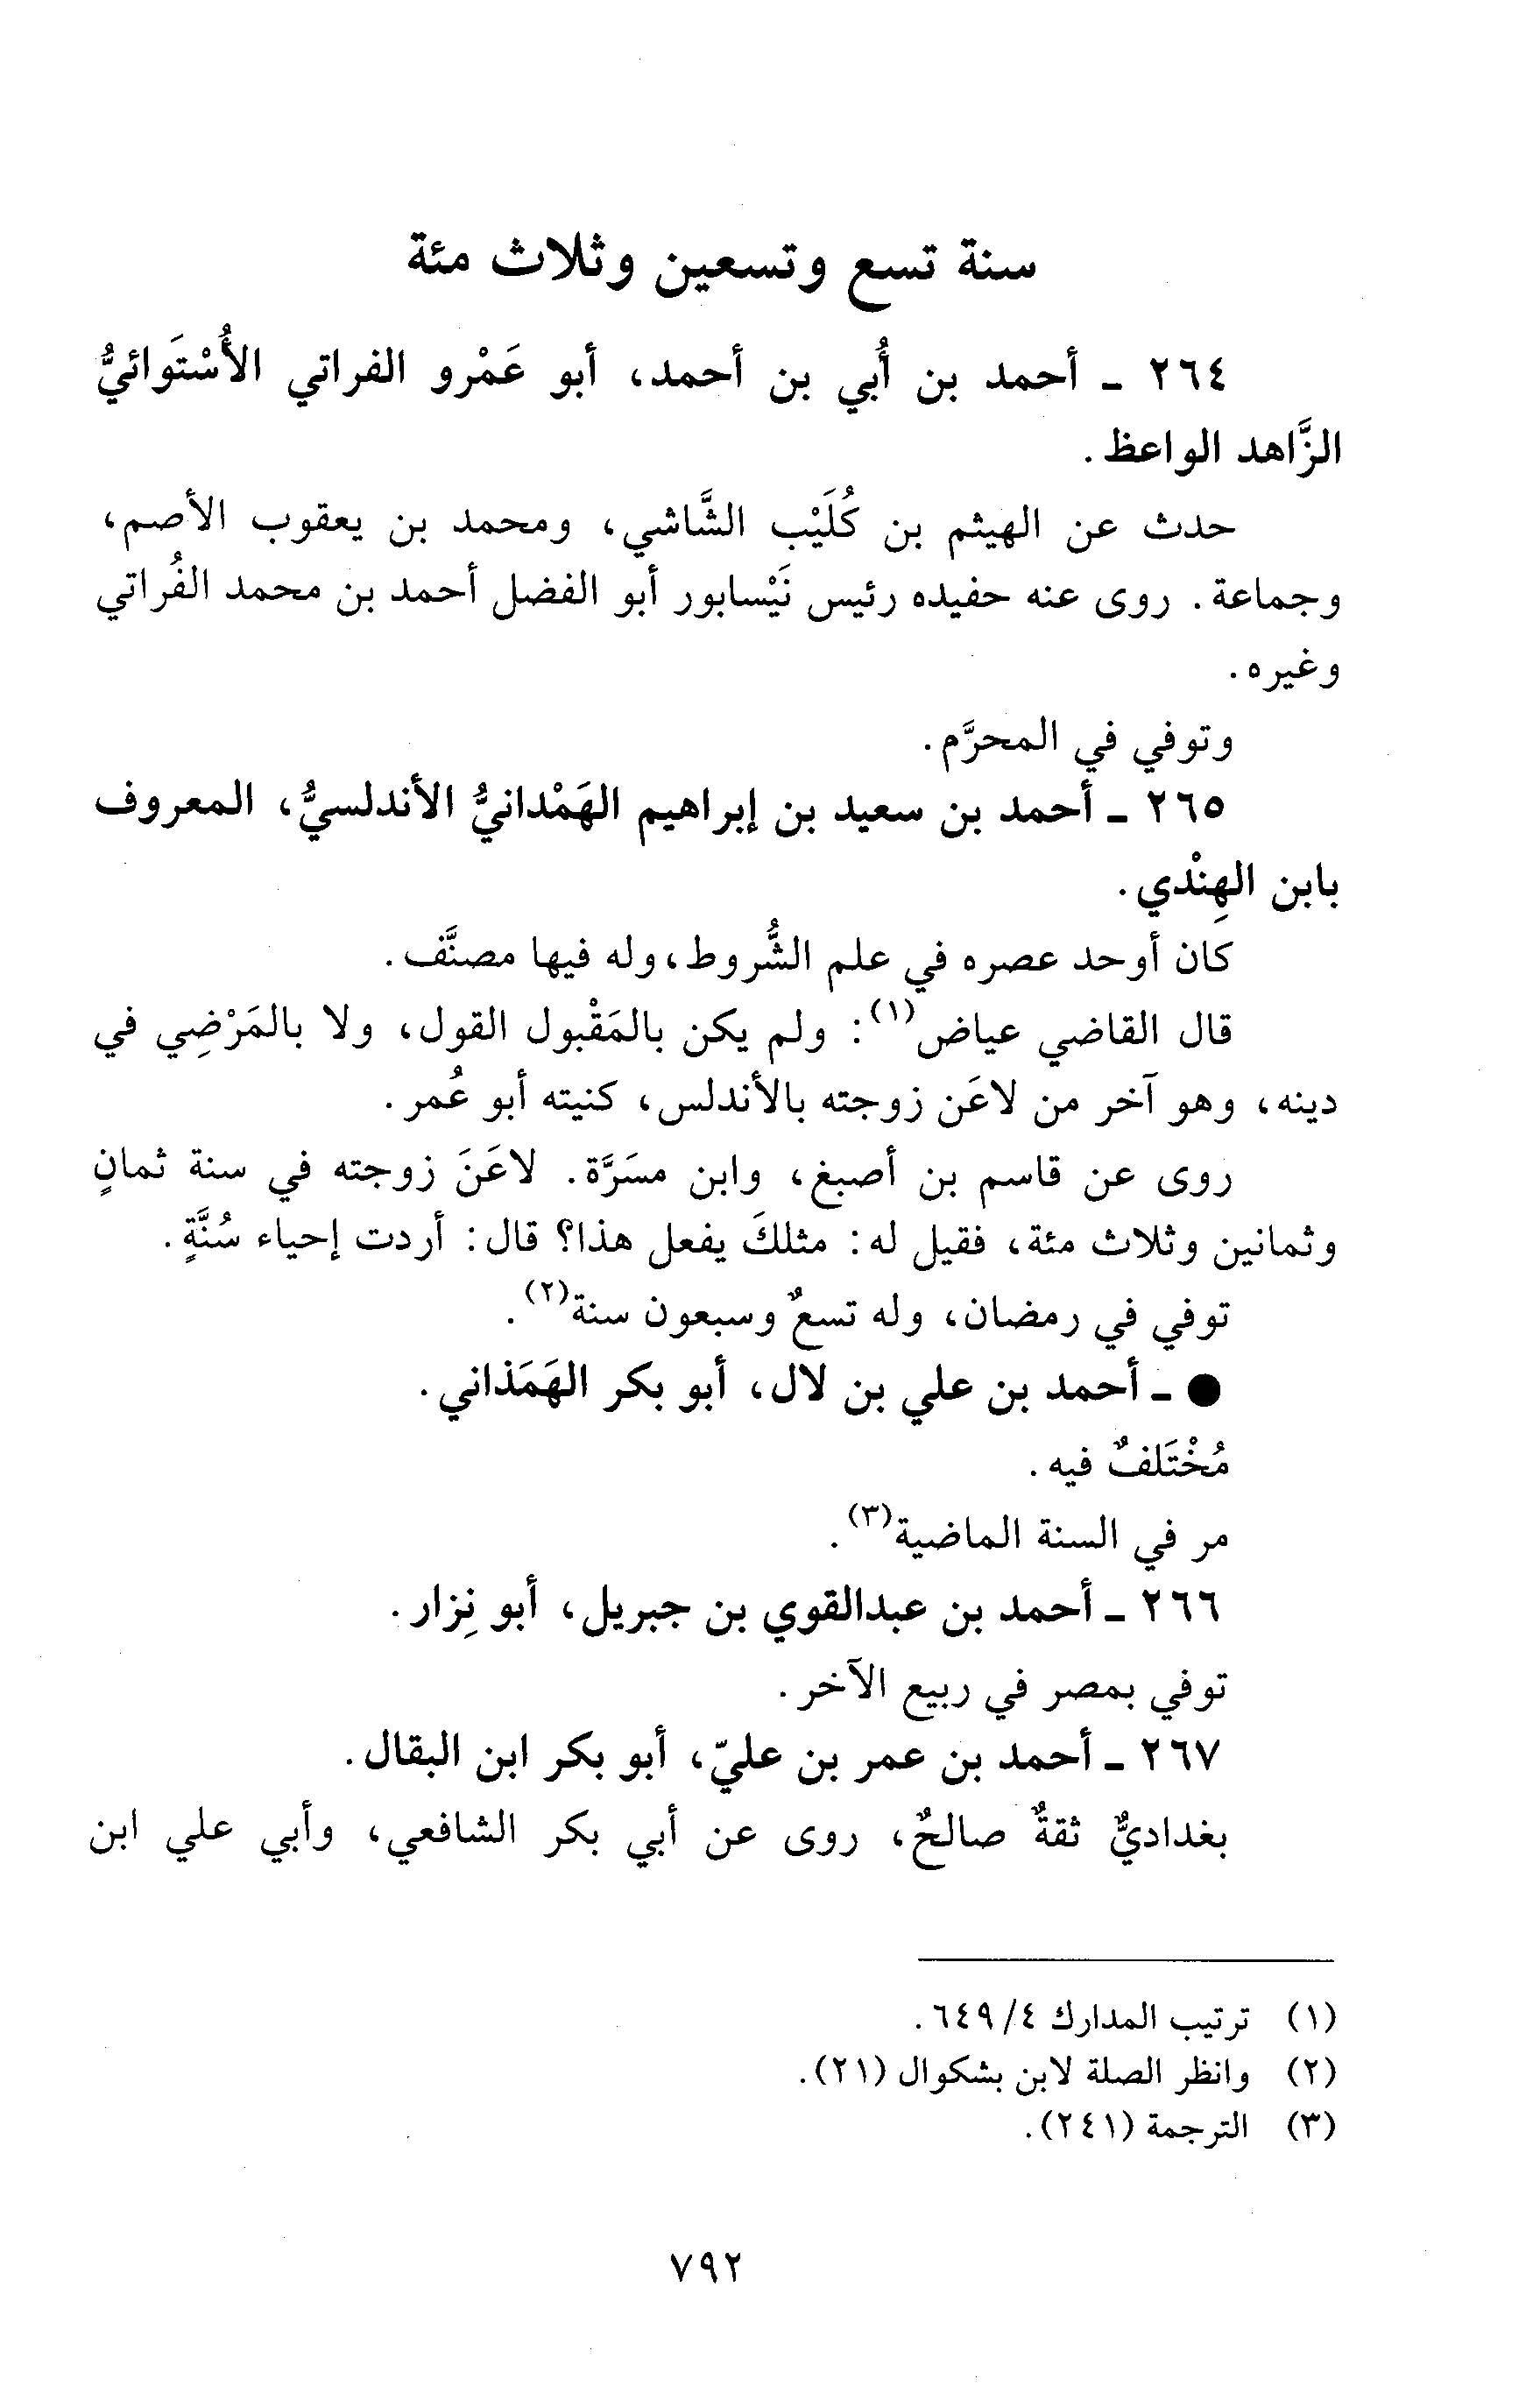 سنة تسع وتسعين وثلاث مئة
٢٦٤ ـ أحمد بن أُبي بن أحمد، أبو عَمْرو الفراتي الأُسْتَوائيُّ
الزَّاهد الواعظ.
حدث عن الهيثم بن كُلَيْب الشَّاشي، ومحمد بن يعقوب الأصم،
وجماعة. روى عنه حفيده رئيس نَيْسابور أبو الفضل أحمد بن محمد الفُراتي
وغيره.
وتوفي في المحرَّم.
٢٦٥ ـ أحمد بن سعيد بن إبراهيم الهَمْدانيُّ الأندلسيُّ، المعروف
بابن الهِنْدي.
كان أوحد عصره في علم الشُّروط، وله فيها مصنَّف.
قال القاضي عياض(١): ولم يكن بالمَقْبول القول، ولا بالمَرْضِي في
دينه، وهو آخر من لاعَن زوجته بالأندلس، كنيته أبو عُمر.
روى عن قاسم بن أصبغ، وابن مسَرَّة. لاعَنَ زوجته في سنة ثمانٍ
وثمانين وثلاث مئة، فقيل له: مثلكَ يفعل هذا؟ قال: أردت إحياء سُنَّةٍ.
توفي في رمضان، وله تسعٌ وسبعون سنة(٢).
● ـ أحمد بن علي بن لال، أبو بكر الهَمَذاني.
مُخْتَلفٌ فيه.
مر في السنة الماضية(٣).
٢٦٦ ـ أحمد بن عبدالقوي بن جبريل، أبو نِزار.
توفي بمصر في ربيع الآخر.
٢٦٧ ـ أحمد بن عمر بن عليّ، أبو بكر ابن البقال.
بغداديٌّ ثقةٌ صالحٌ، روى عن أبي بكر الشافعي، وأبي علي ابن
(١) ترتيب المدارك ٤/ ٦٤٩.
(٢) وانظر الصلة لابن بشكوال (٢١).
(٣) الترجمة (٢٤١).
٧٩٢